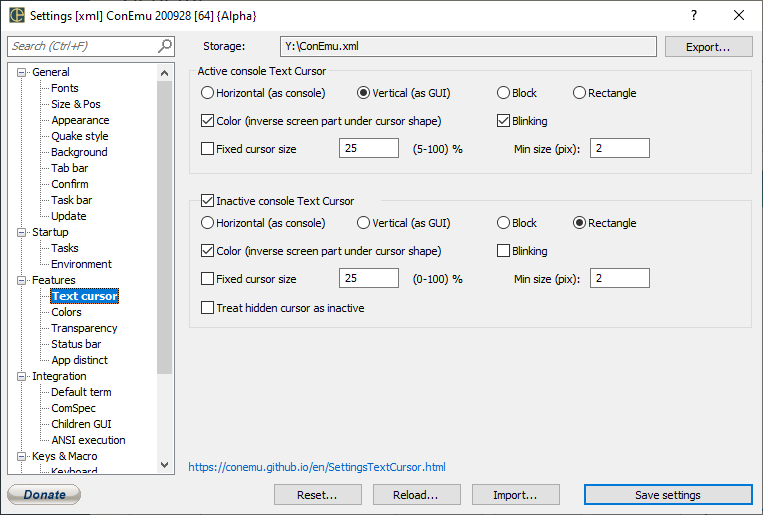 Settings [xml] ConEmu 200928 [64] {Alpha}
Search (Ctrl+F)
Storage:
Y:\ConEmu.xml
Export...
General
Fonts
Size & Pos
Appearance
Quake style
Background
Tab bar
Confirm
Task bar
Update
Startup
Tasks
Environment
Features
Text cursor
Colors
Transparency
Status bar
App distinct
Integration
Default term
ComSpec
Children GUI
ANSI execution
Keys & Macro
Keyboard
Active console Text Cursor
Horizontal (as console) Vertical (as GUI) Block Rectangle
Color (inverse screen part under cursor shape) Blinking
Fixed cursor size 25 (5-100) % Min size (pix): 2
Inactive console Text Cursor
Horizontal (as console) Vertical (as GUI) Block Rectangle
Color (inverse screen part under cursor shape) Blinking
Fixed cursor size 25 (0-100) % Min size (pix): 2
Treat hidden cursor as inactive
https://conemu.github.io/en/SettingsTextCursor.html
Donate Reset... Reload... Import... Save settings